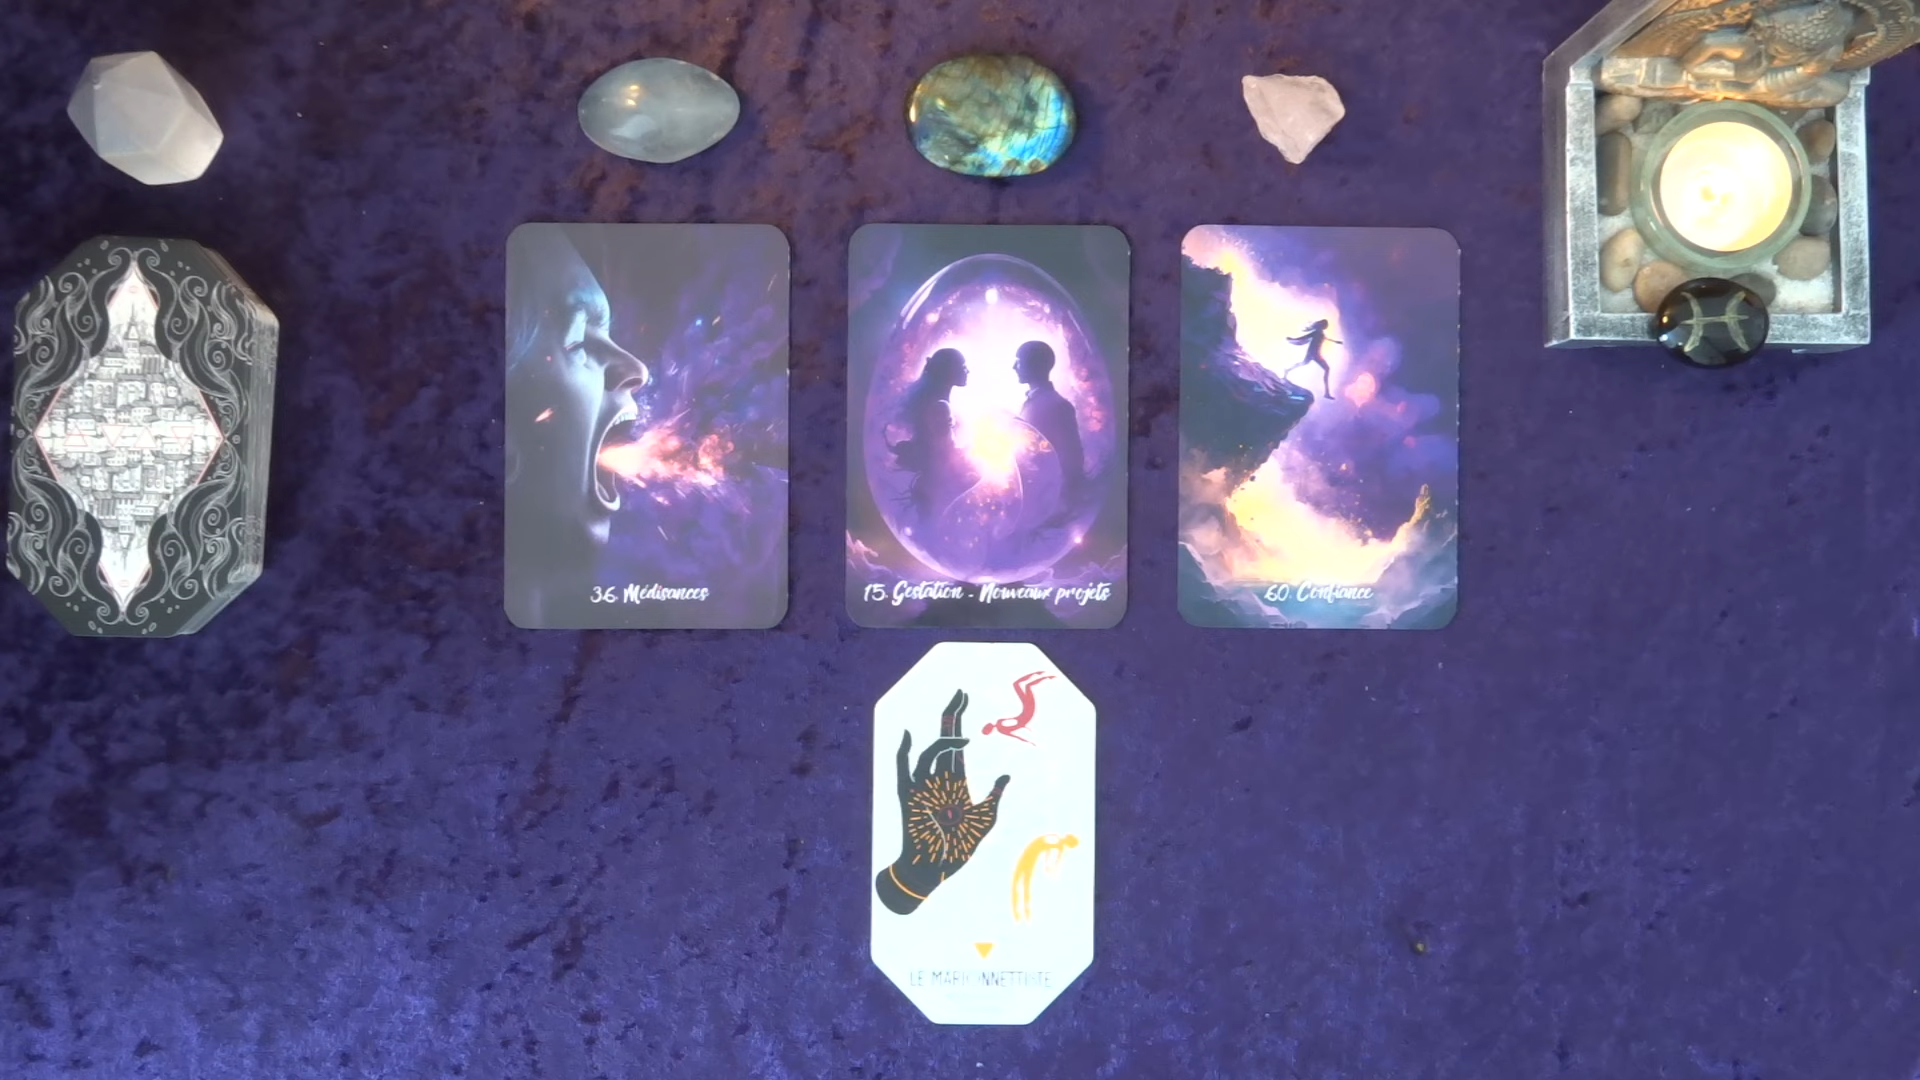 36. Médisances
15. Gestation - Nouveaux projets
60. Confiance
LE MARIONNETTISTE